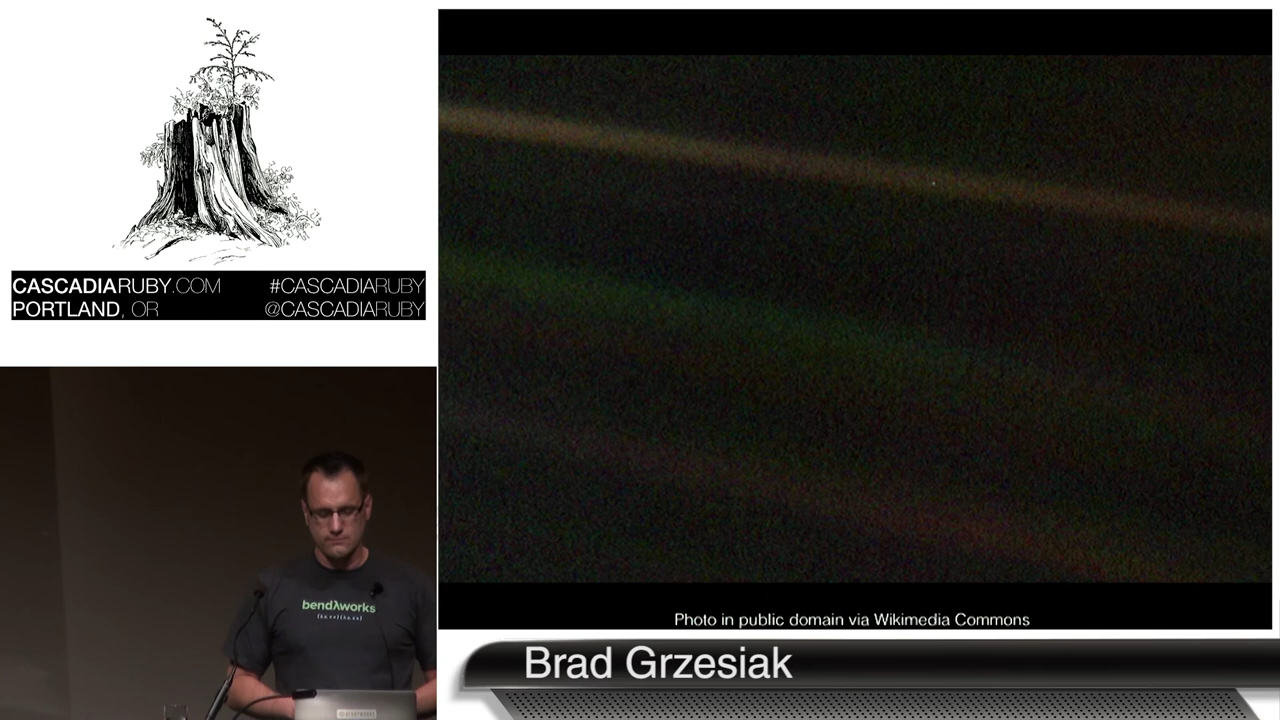 CASCADIARUBY.COM #CASCADIARUBY
PORTLAND, OR @CASCADIARUBY
bendλworks
Photo in public domain via Wikimedia Commons
Brad Grzesiak